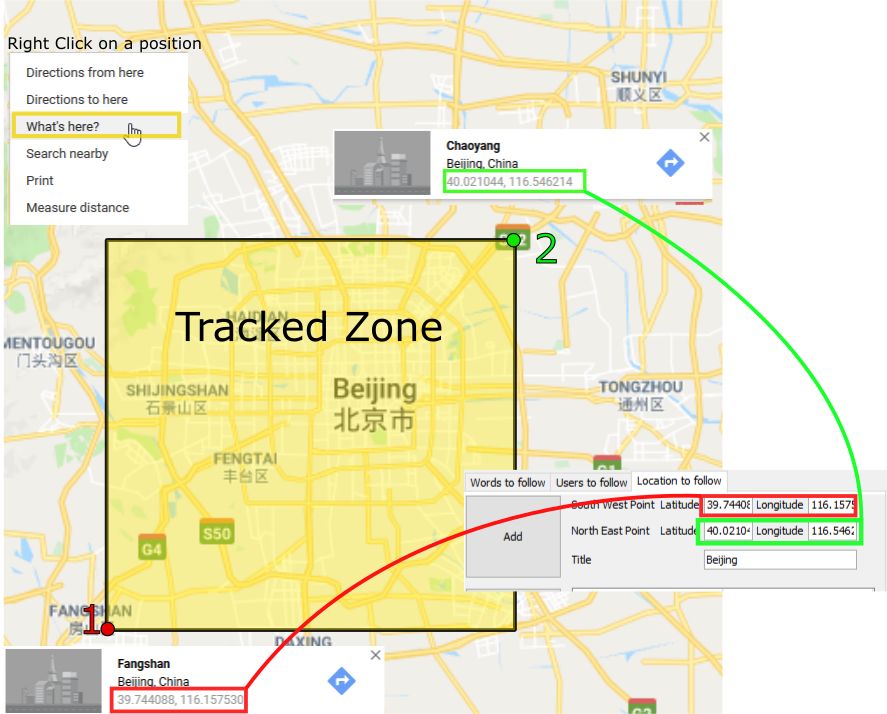 Right Click on a position
Directions from here
Directions to here
What's here?
Search nearby
Print
Measure distance
SHUNYI
顺义区
Chaoyang
Beijing, China
40.021044, 116.546214
2
HAIDIAN
Tracked Zone
MENTOUGOU
门头沟区
SHIJINGSHAN
石景山区
Beijing
北京市
TONGZHOU
通州区
FENGTAI
丰台区
G1
Words to follow Users to follow Location to follow
Add
South West Point Latitude 39.74408 Longitude 116.1575
North East Point Latitude 40.02104 Longitude 116.5462
Title Beijing
S50
G4
FANGSHAN
1
DAXING
Fangshan
Beijing, China
39.744088, 116.157530